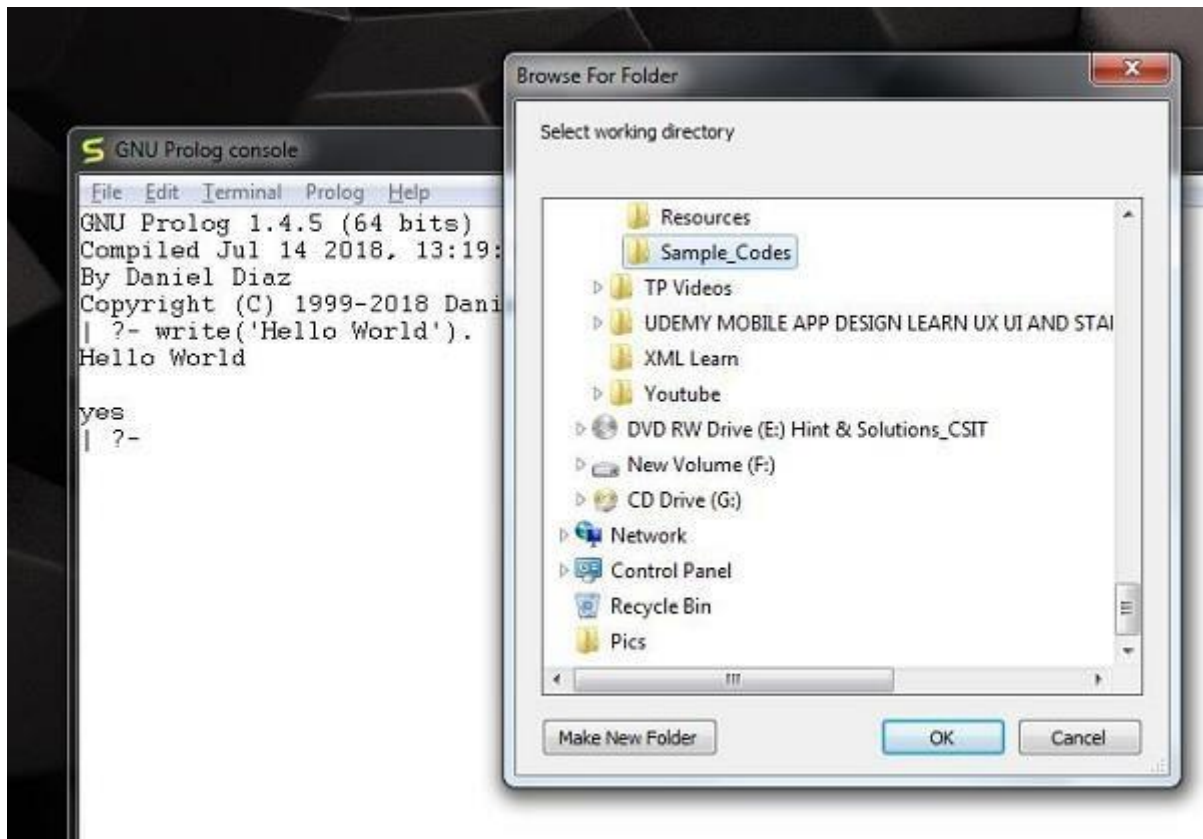 GNU Prolog console
File Edit Terminal Prolog Help
GNU Prolog 1.4.5 (64 bits)
Compiled Jul 14 2018, 13:19:
By Daniel Diaz
Copyright (C) 1999-2018 Dani
| ?- write('Hello World').
Hello World
yes
| ?-
Browse For Folder
Select working directory
Resources
Sample_Codes
TP Videos
UDEMY MOBILE APP DESIGN LEARN UX UI AND STAI
XML Learn
Youtube
DVD RW Drive (E:) Hint & Solutions_CSIT
New Volume (F:)
CD Drive (G:)
Network
Control Panel
Recycle Bin
Pics
Make New Folder OK Cancel